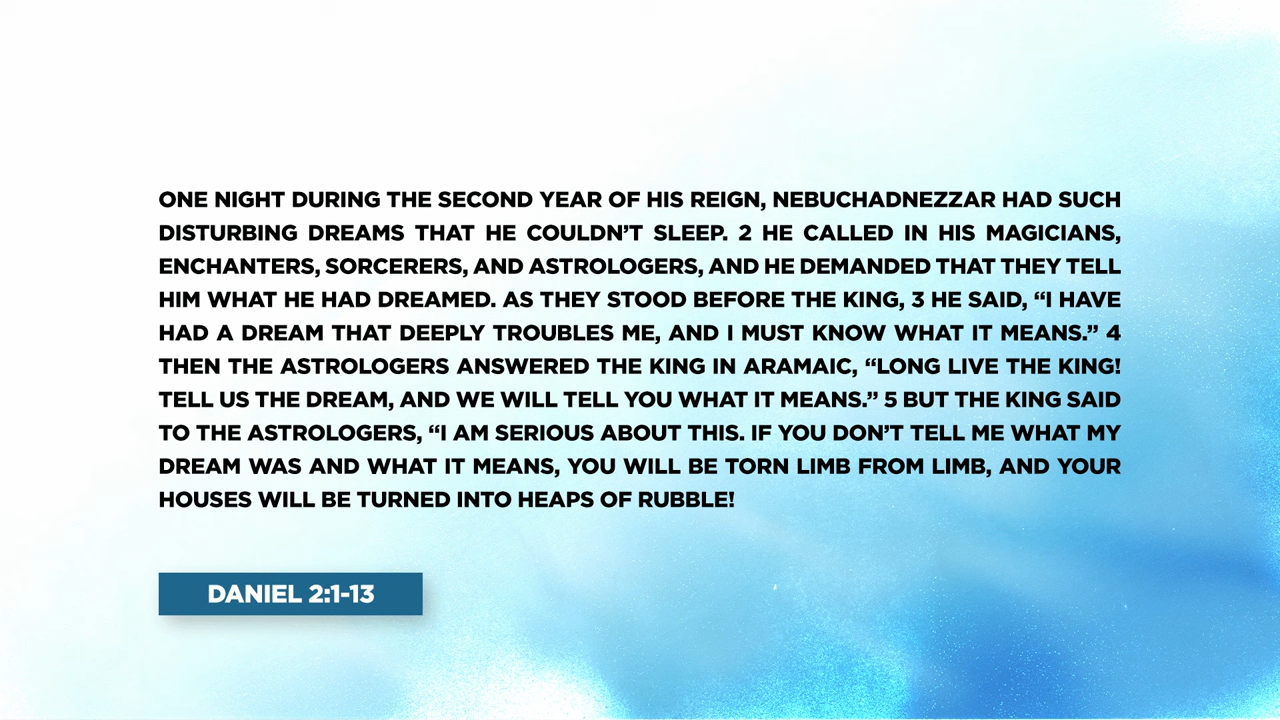 ONE NIGHT DURING THE SECOND YEAR OF HIS REIGN, NEBUCHADNEZZAR HAD SUCH
DISTURBING DREAMS THAT HE COULDN’T SLEEP. 2 HE CALLED IN HIS MAGICIANS,
ENCHANTERS, SORCERERS, AND ASTROLOGERS, AND HE DEMANDED THAT THEY TELL
HIM WHAT HE HAD DREAMED. AS THEY STOOD BEFORE THE KING, 3 HE SAID, “I HAVE
HAD A DREAM THAT DEEPLY TROUBLES ME, AND I MUST KNOW WHAT IT MEANS.” 4
THEN THE ASTROLOGERS ANSWERED THE KING IN ARAMAIC, “LONG LIVE THE KING!
TELL US THE DREAM, AND WE WILL TELL YOU WHAT IT MEANS.” 5 BUT THE KING SAID
TO THE ASTROLOGERS, “I AM SERIOUS ABOUT THIS. IF YOU DON’T TELL ME WHAT MY
DREAM WAS AND WHAT IT MEANS, YOU WILL BE TORN LIMB FROM LIMB, AND YOUR
HOUSES WILL BE TURNED INTO HEAPS OF RUBBLE!
DANIEL 2:1-13